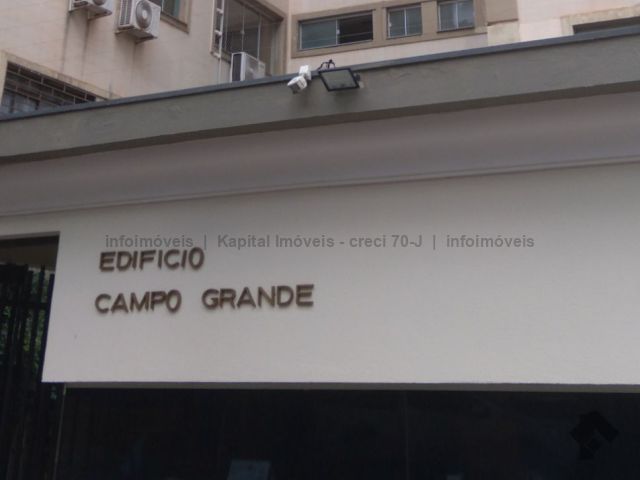 infoimóveis | Kapital Imóveis - creci 70-J | infoimóveis
EDIFICIO
CAMPO GRANDE